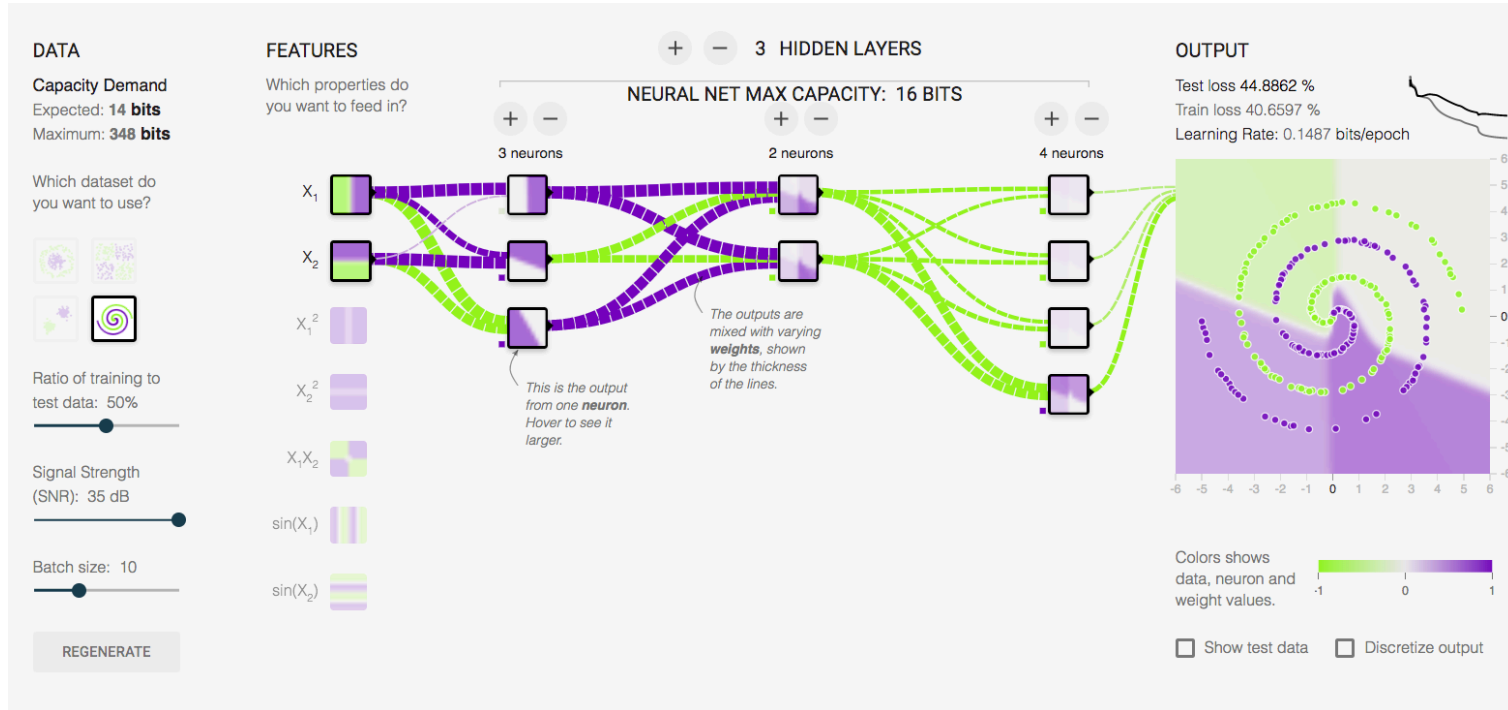 DATA
Capacity Demand
Expected: 14 bits
Maximum: 348 bits
Which dataset do
you want to use?
Ratio of training to
test data: 50%
Signal Strength
(SNR): 35 dB
Batch size: 10
REGENERATE
FEATURES
Which properties do
you want to feed in?
X₁
X₂
X₁²
X₂²
X₁X₂
sin(X₁)
sin(X₂)
+ − 3 HIDDEN LAYERS
NEURAL NET MAX CAPACITY: 16 BITS
+ − + − + −
3 neurons 2 neurons 4 neurons
This is the output
from one neuron.
Hover to see it
larger.
The outputs are
mixed with varying
weights, shown
by the thickness
of the lines.
OUTPUT
Test loss 44.8862 %
Train loss 40.6597 %
Learning Rate: 0.1487 bits/epoch
6
5
4
3
2
1
0
-1
-2
-3
-4
-5
-6
-6 -5 -4 -3 -2 -1 0 1 2 3 4 5 6
Colors shows
data, neuron and
weight values.
-1 0 1
Show test data Discretize output